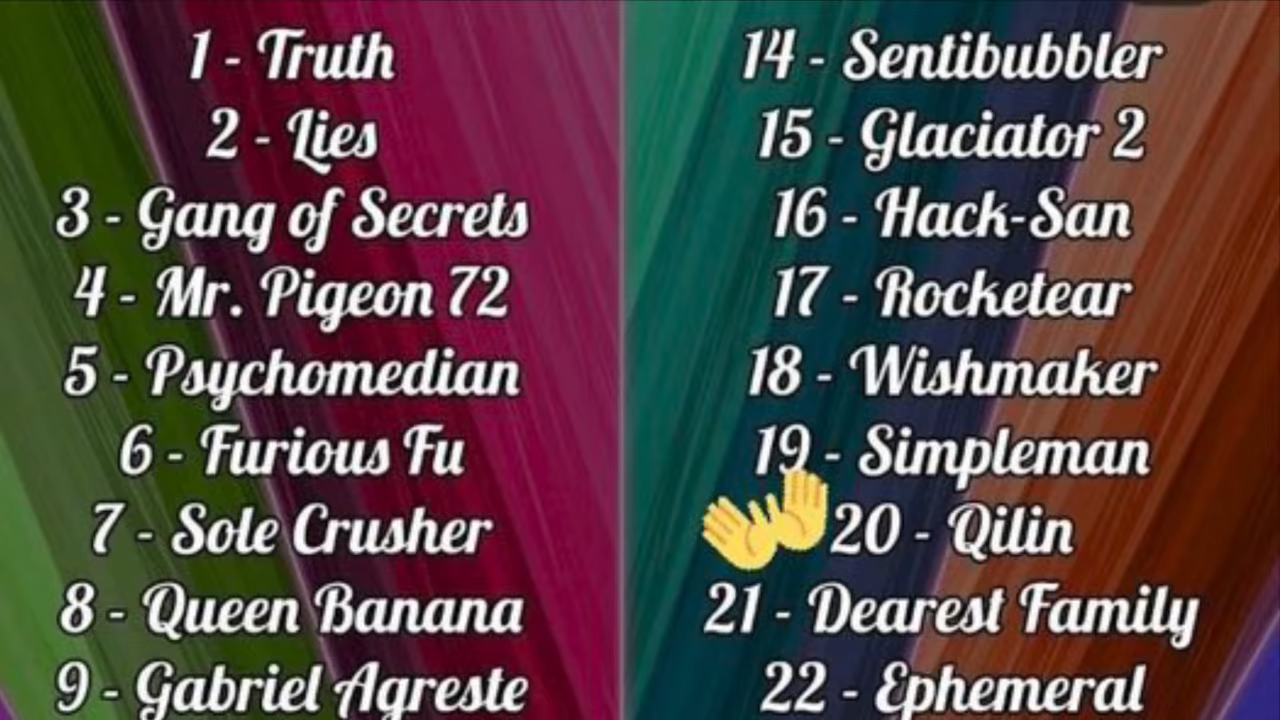 1 - Truth
2 - Lies
3 - Gang of Secrets
4 - Mr. Pigeon 72
5 - Psychomedian
6 - Furious Fu
7 - Sole Crusher
8 - Queen Banana
9 - Gabriel Agreste
14 - Sentibubbler
15 - Glaciator 2
16 - Hack-San
17 - Rocketear
18 - Wishmaker
19 - Simpleman
20 - Qilin
21 - Dearest Family
22 - Ephemeral